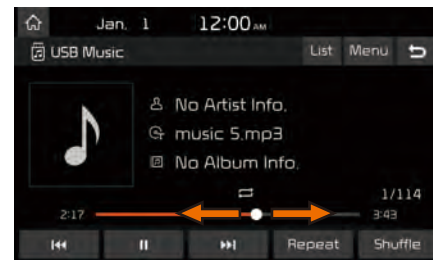 Jan. 1 12:00 AM
USB Music List Menu
No Artist Info.
music 5.mp3
No Album Info.
1/114
2:17 3:43
Repeat Shuffle